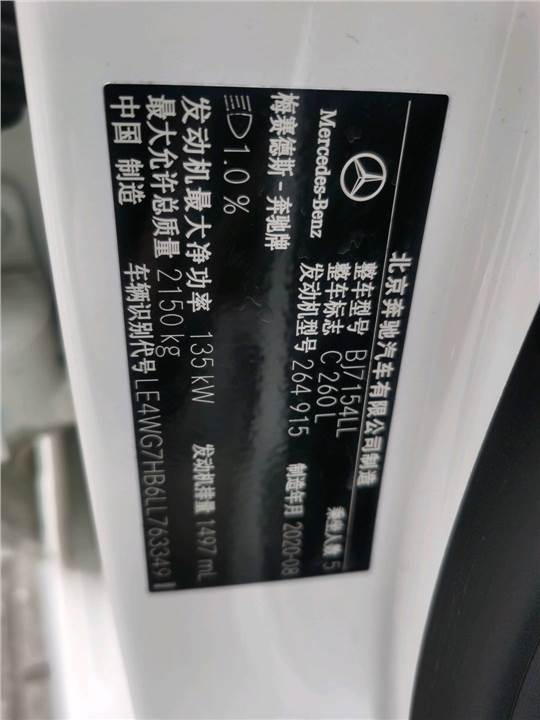 北京奔驰汽车有限公司制造
Mercedes-Benz
梅赛德斯-奔驰牌
整车型号 BJ7154LL 乘坐人数 5
整车标志 C 260 L
发动机型号 264 915 制造年月 2020-08
1.0 %
发动机最大净功率 135 kW 发动机排量 1497 mL
最大允许总质量 2150 kg
中国 制造 车辆识别代号 LE4WG7HB6LL763349